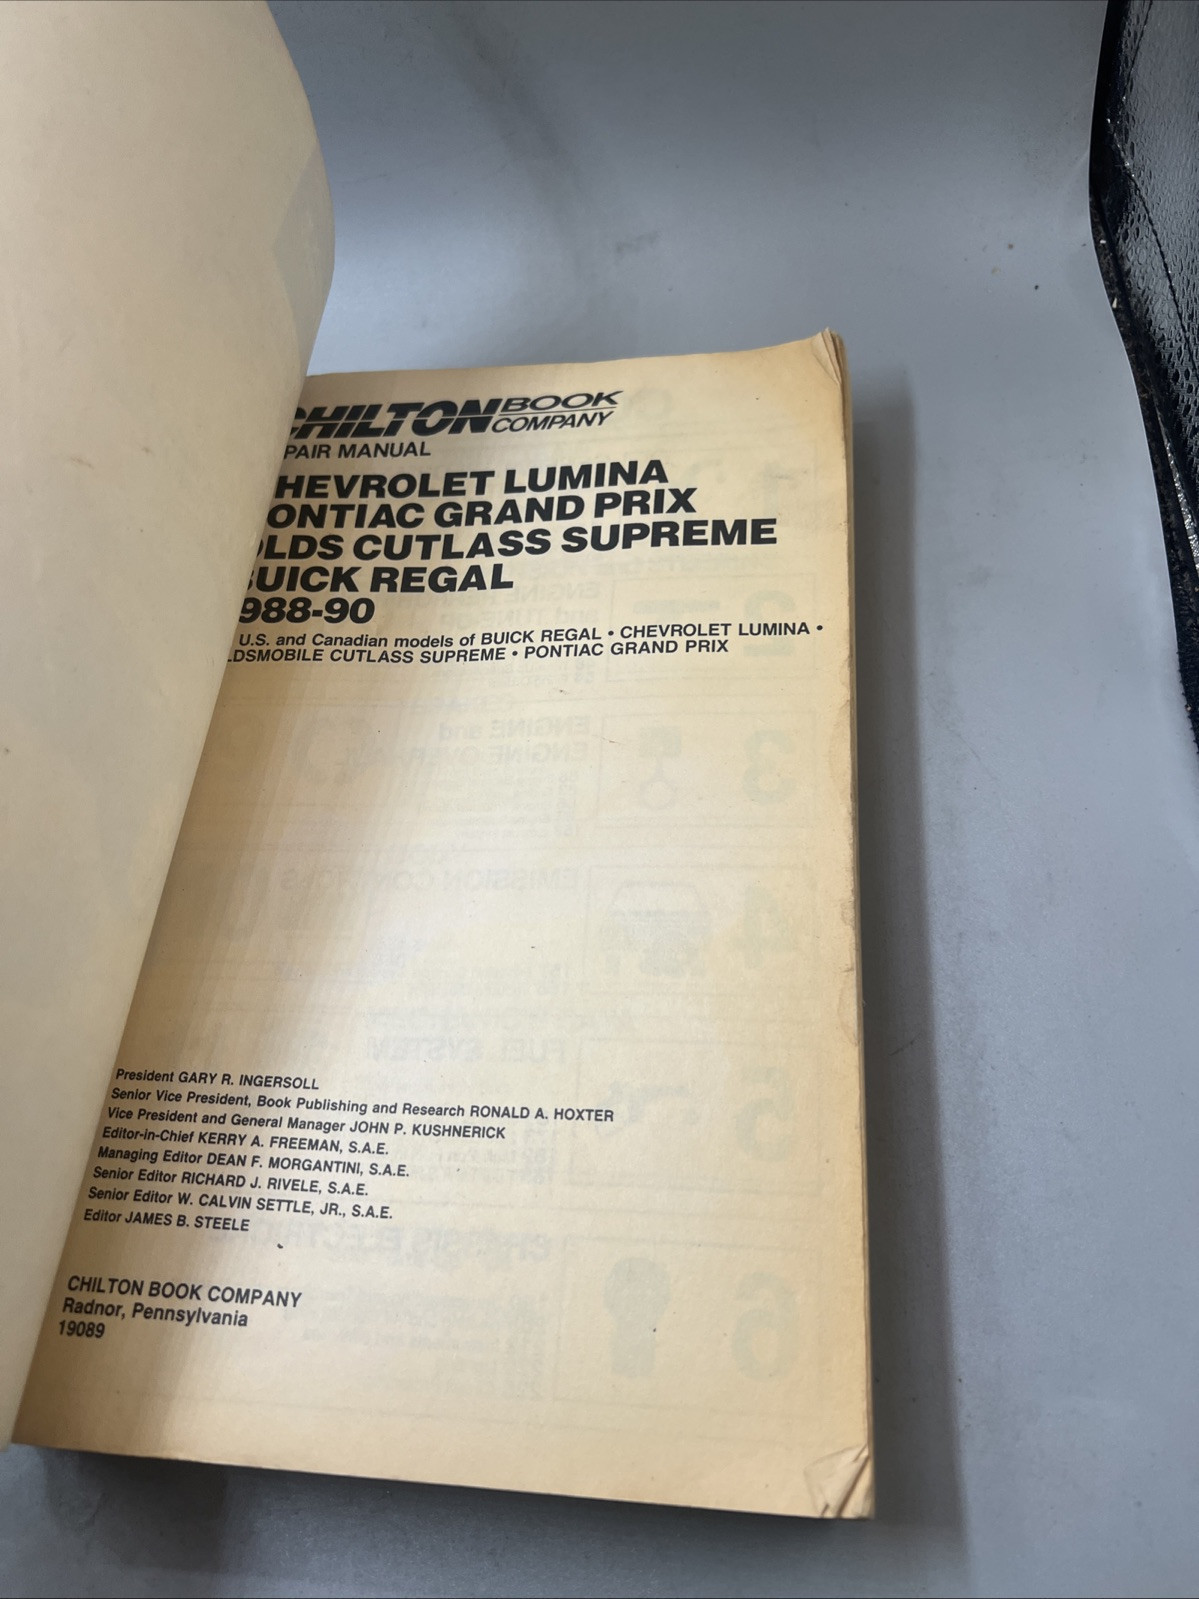 CHILTON BOOK COMPANY
PAIR MANUAL
HEVROLET LUMINA
ONTIAC GRAND PRIX
OLDS CUTLASS SUPREME
BUICK REGAL
988-90
U.S. and Canadian models of BUICK REGAL • CHEVROLET LUMINA •
LDSMOBILE CUTLASS SUPREME • PONTIAC GRAND PRIX
President GARY R. INGERSOLL
Senior Vice President, Book Publishing and Research RONALD A. HOXTER
Vice President and General Manager JOHN P. KUSHNERICK
Editor-in-Chief KERRY A. FREEMAN, S.A.E.
Managing Editor DEAN F. MORGANTINI, S.A.E.
Senior Editor RICHARD J. RIVELE, S.A.E.
Senior Editor W. CALVIN SETTLE, JR., S.A.E.
Editor JAMES B. STEELE
CHILTON BOOK COMPANY
Radnor, Pennsylvania
19089